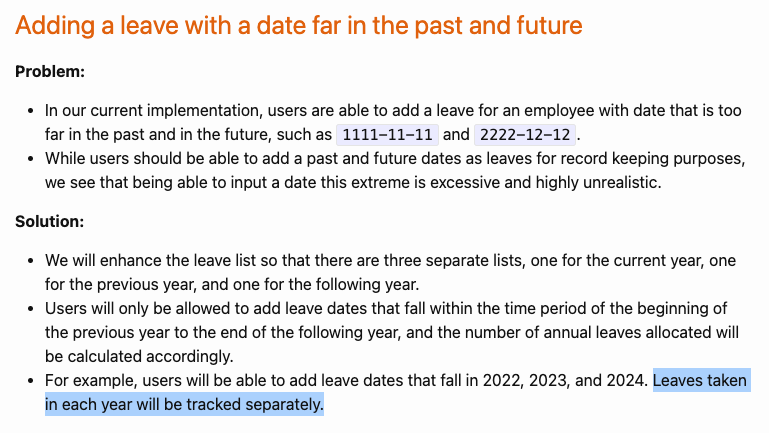 Adding a leave with a date far in the past and future
Problem:
• In our current implementation, users are able to add a leave for an employee with date that is too
far in the past and in the future, such as 1111-11-11 and 2222-12-12.
• While users should be able to add a past and future dates as leaves for record keeping purposes,
we see that being able to input a date this extreme is excessive and highly unrealistic.
Solution:
• We will enhance the leave list so that there are three separate lists, one for the current year, one
for the previous year, and one for the following year.
• Users will only be allowed to add leave dates that fall within the time period of the beginning of
the previous year to the end of the following year, and the number of annual leaves allocated will
be calculated accordingly.
• For example, users will be able to add leave dates that fall in 2022, 2023, and 2024. Leaves taken
in each year will be tracked separately.